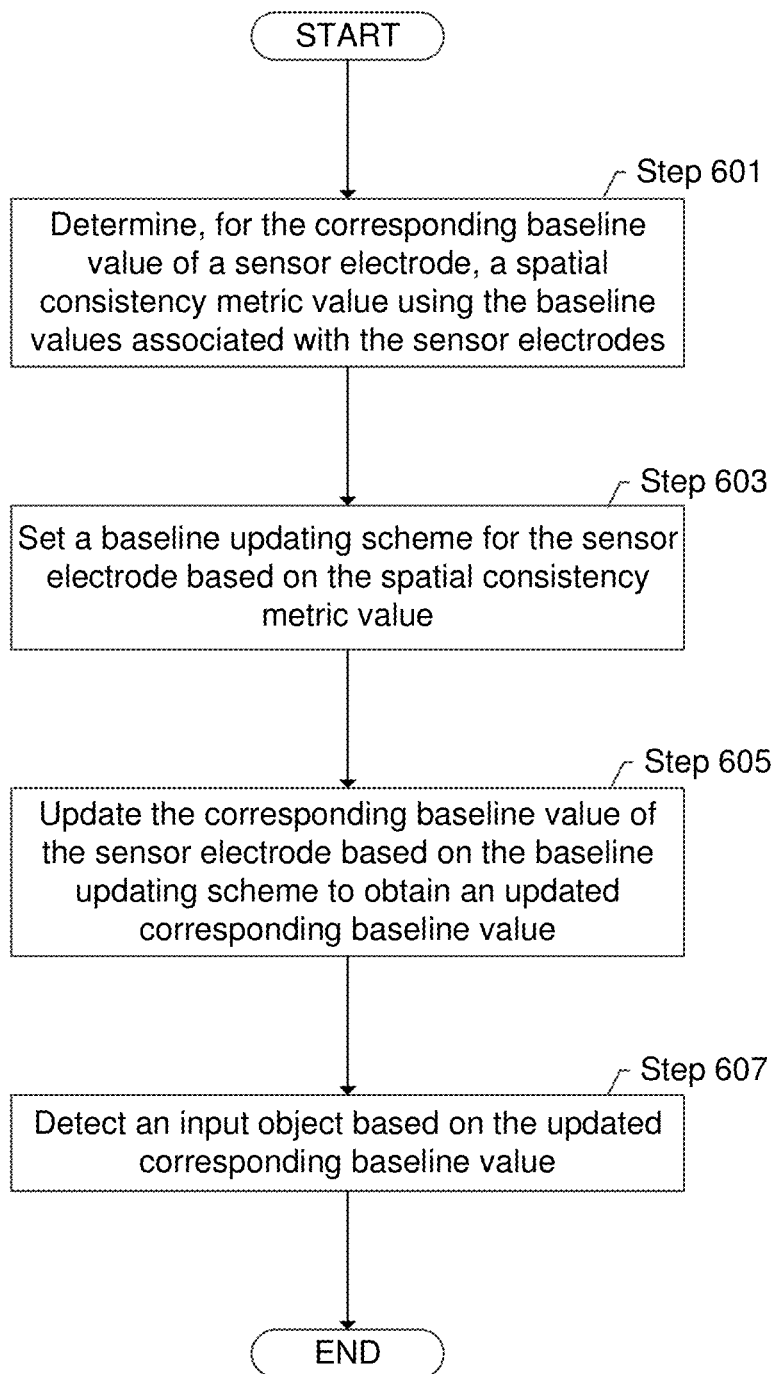 START
Step 601
Determine, for the corresponding baseline
value of a sensor electrode, a spatial
consistency metric value using the baseline
values associated with the sensor electrodes
Step 603
Set a baseline updating scheme for the sensor
electrode based on the spatial consistency
metric value
Step 605
Update the corresponding baseline value of
the sensor electrode based on the baseline
updating scheme to obtain an updated
corresponding baseline value
Step 607
Detect an input object based on the updated
corresponding baseline value
END